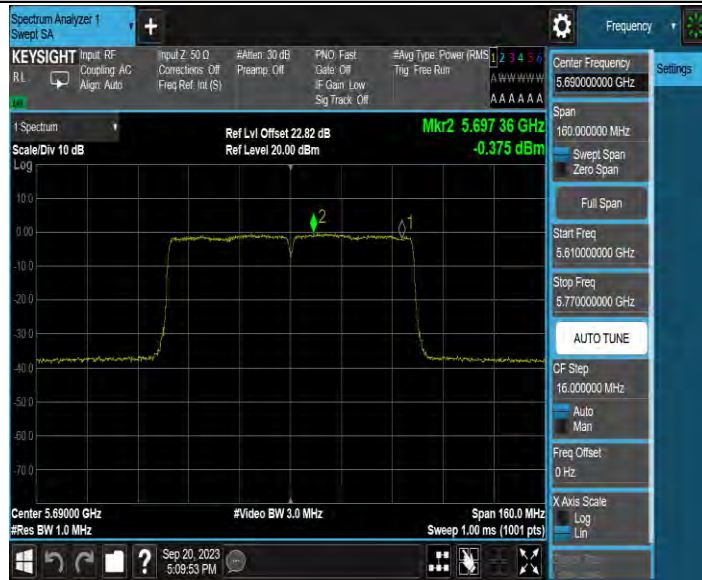 Spectrum Analyzer 1
Swept SA
+
Frequency
KEYSIGHT
RL
Input: RF
Coupling: AC
Align: Auto
Input Z: 50 Ω
Corrections: Off
Freq Ref: Int (S)
#Atten: 30 dB
Preamp: Off
PNO: Fast
Gate: Off
IF Gain: Low
Sig Track: Off
#Avg Type: Power (RMS
Trig: Free Run
1 2 3 4 5 6
A W W W W W
A A A A A A
1 Spectrum
Scale/Div 10 dB
Log
Ref Lvl Offset 22.82 dB
Ref Level 20.00 dBm
Mkr2 5.697 36 GHz
-0.375 dBm
10.0
0.00
-10.0
-20.0
-30.0
-40.0
-50.0
-60.0
-70.0
2
1
Center 5.69000 GHz
#Res BW 1.0 MHz
#Video BW 3.0 MHz
Span 160.0 MHz
Sweep 1.00 ms (1001 pts)
Sep 20, 2023
5:09:53 PM
?
Center Frequency
5.690000000 GHz
Settings
Span
160.000000 MHz
Swept Span
Zero Span
Full Span
Start Freq
5.610000000 GHz
Stop Freq
5.770000000 GHz
AUTO TUNE
CF Step
16.000000 MHz
Auto
Man
Freq Offset
0 Hz
X Axis Scale
Log
Lin